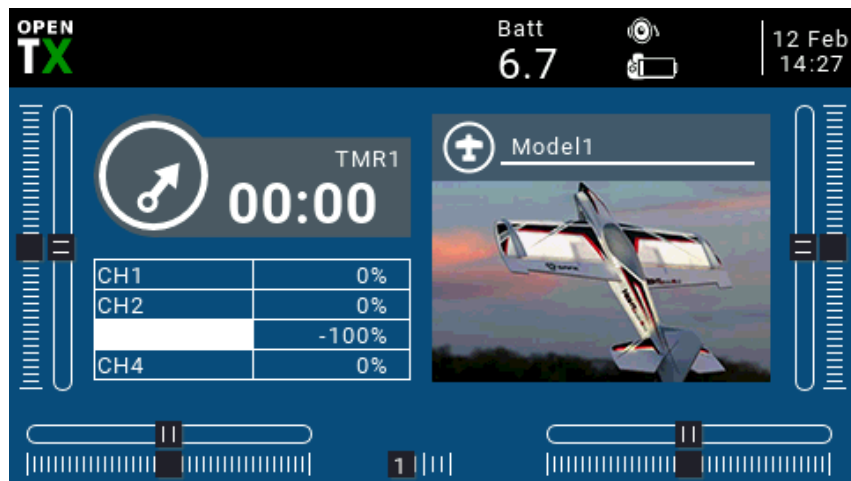 OPEN
TX
Batt
6.7
12 Feb
14:27
TMR1
00:00
Model1
CH1 0%
CH2 0%
-100%
CH4 0%
1